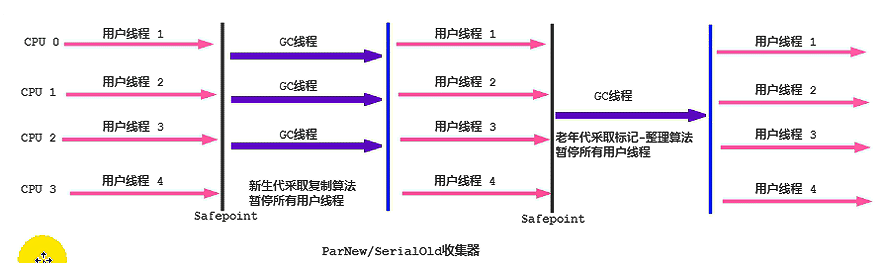 CPU 0
用户线程 1
GC线程
用户线程 1
用户线程 1
CPU 1
用户线程 2
GC线程
用户线程 2
GC线程
用户线程 2
CPU 2
用户线程 3
GC线程
用户线程 3
老年代采取标记-整理算法
暂停所有用户线程
用户线程 3
CPU 3
用户线程 4
新生代采取复制算法
暂停所有用户线程
用户线程 4
用户线程 4
Safepoint
Safepoint
ParNew/SerialOld收集器